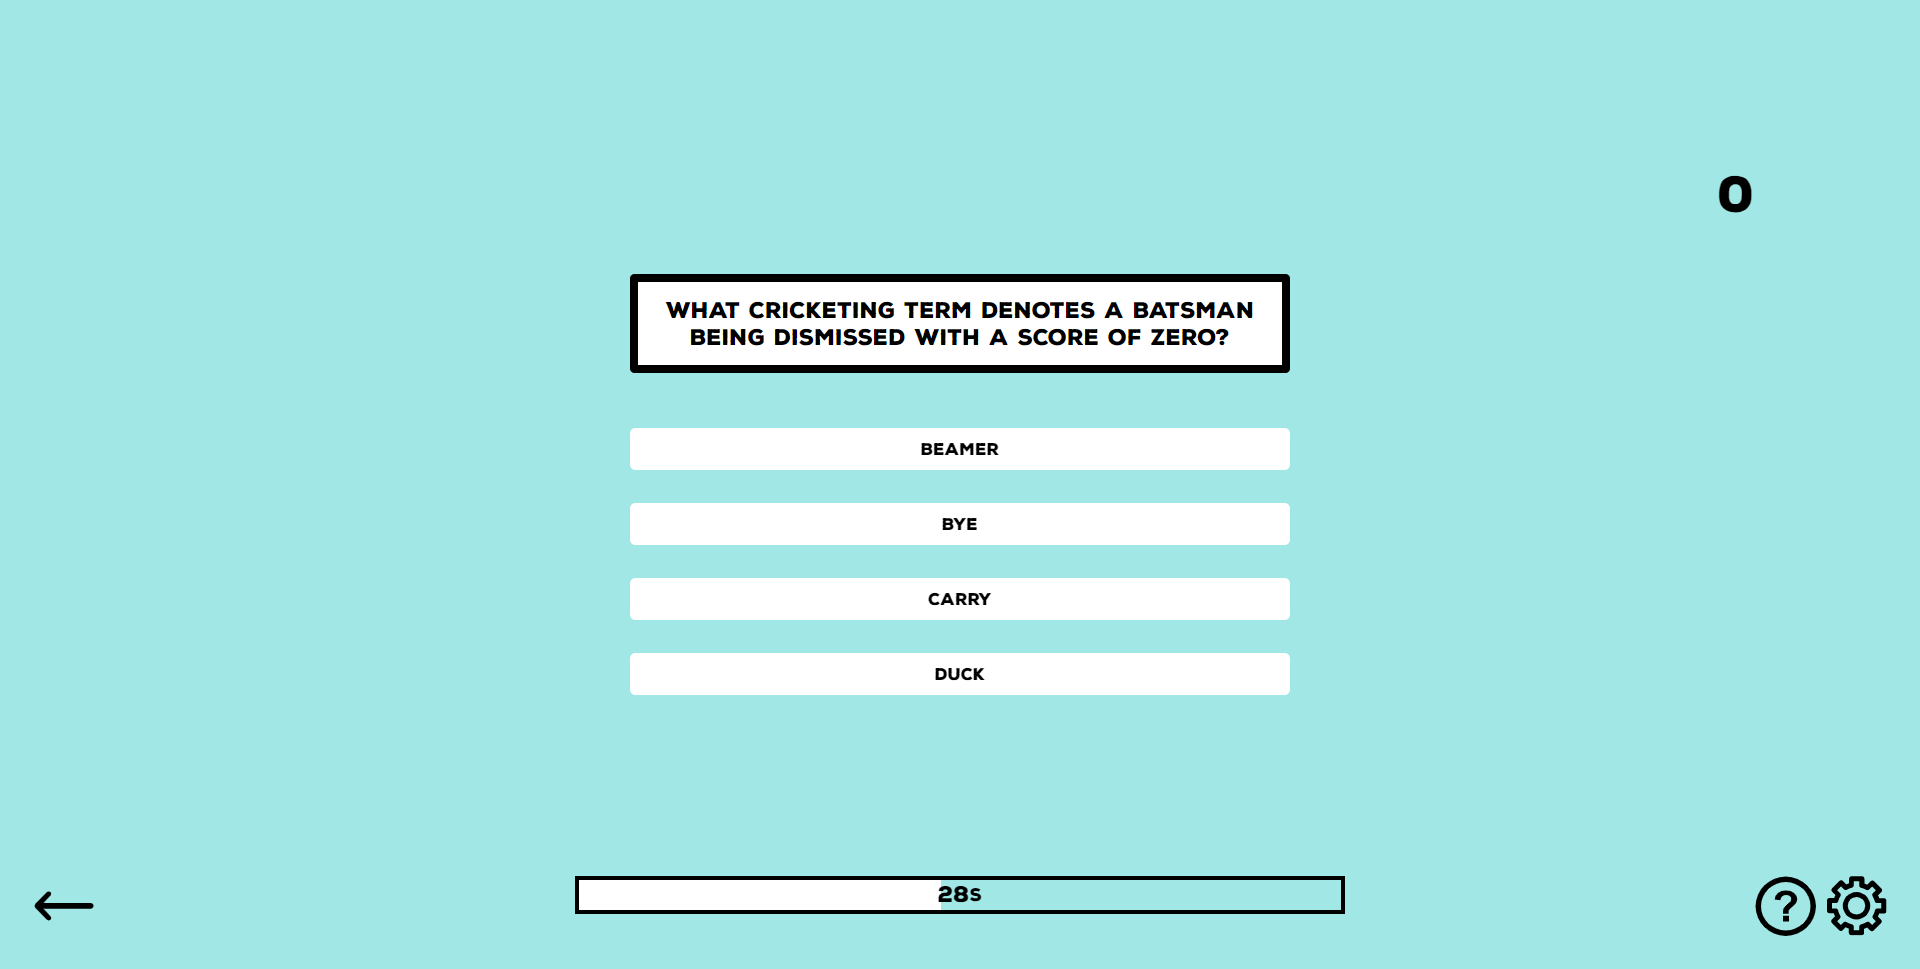 0
WHAT CRICKETING TERM DENOTES A BATSMAN
BEING DISMISSED WITH A SCORE OF ZERO?
BEAMER
BYE
CARRY
DUCK
28S
?